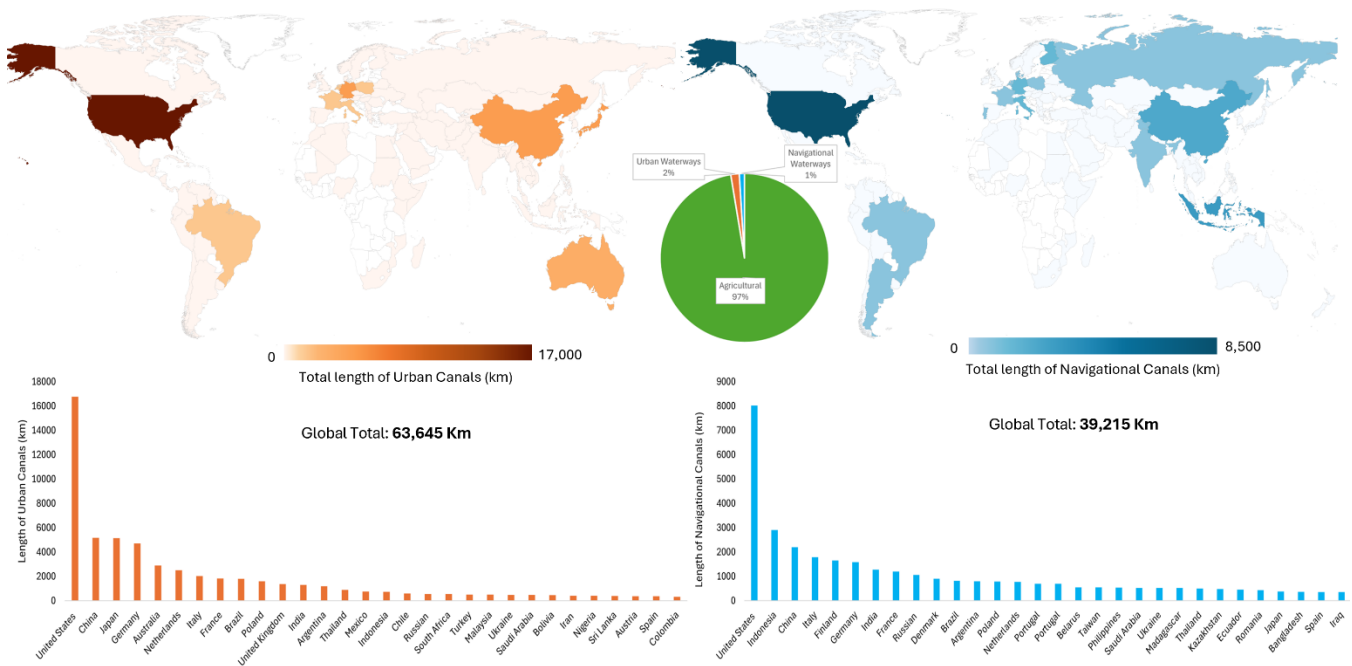 Urban Waterways
2%
Navigational
Waterways
1%
Agricultural
97%
0
17,000
Total length of Urban Canals (km)
0
8,500
Total length of Navigational Canals (km)
Length of Urban Canals (km)
18000
16000
14000
12000
10000
8000
6000
4000
2000
0
Global Total: 63,645 Km
United States
China
Japan
Germany
Australia
Netherlands
Italy
France
Brazil
Poland
United Kingdom
India
Argentina
Thailand
Mexico
Indonesia
Chile
Russian
South Africa
Turkey
Malaysia
Ukraine
Saudi Arabia
Bolivia
Iran
Nigeria
Sri Lanka
Austria
Spain
Colombia
Length of Navigational Canals (km)
9000
8000
7000
6000
5000
4000
3000
2000
1000
0
Global Total: 39,215 Km
United States
Indonesia
China
Italy
Finland
Germany
India
France
Russian
Denmark
Brazil
Argentina
Poland
Netherlands
Portugal
Portugal
Belarus
Taiwan
Philippines
Saudi Arabia
Ukraine
Madagascar
Thailand
Kazakhstan
Ecuador
Romania
Japan
Bangladesh
Spain
Iraq